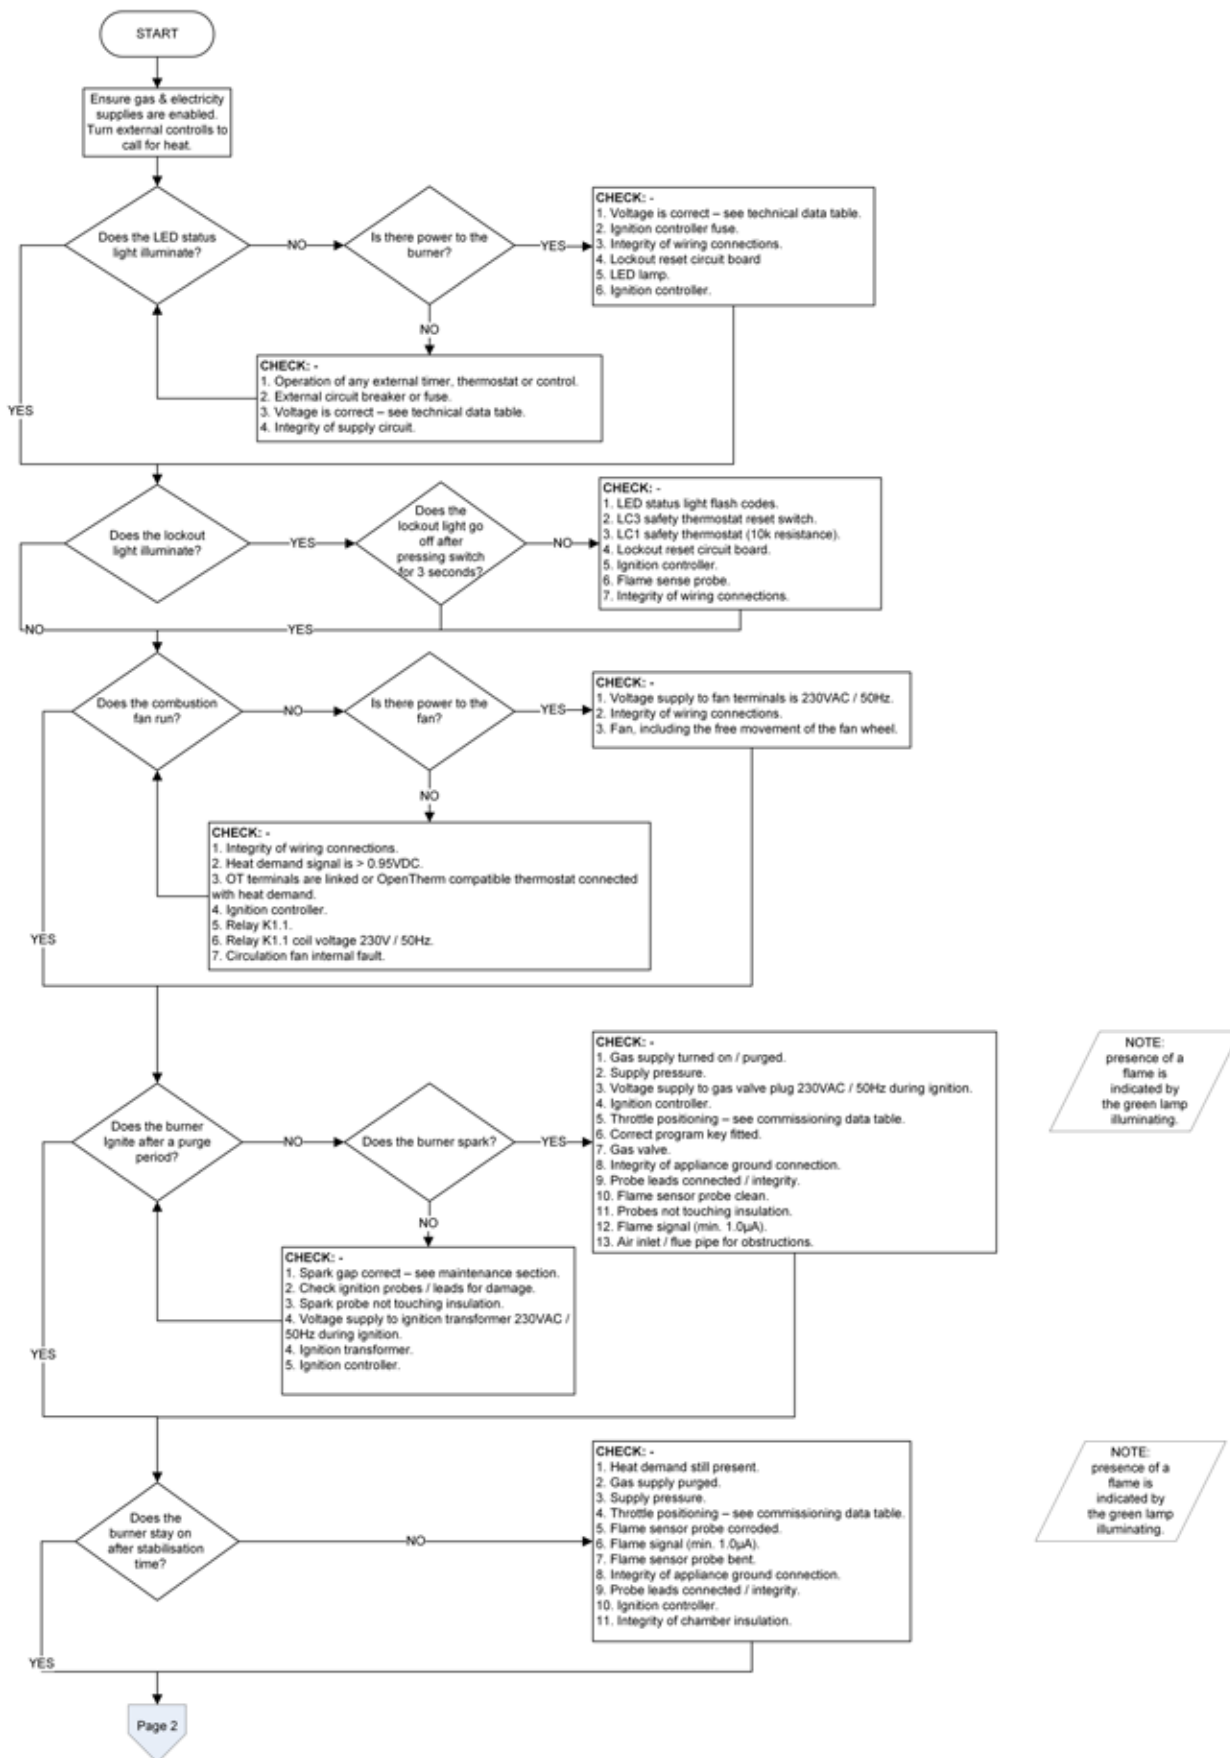 START
Ensure gas & electricity
supplies are enabled.
Turn external controlls to
call for heat.
Does the LED status
light illuminate?
NO
Is there power to the
burner?
YES
CHECK: -
1. Voltage is correct – see technical data table.
2. Ignition controller fuse.
3. Integrity of wiring connections.
4. Lockout reset circuit board
5. LED lamp.
6. Ignition controller.
NO
CHECK: -
1. Operation of any external timer, thermostat or control.
2. External circuit breaker or fuse.
3. Voltage is correct – see technical data table.
4. Integrity of supply circuit.
YES
Does the lockout
light illuminate?
YES
Does the
lockout light go
off after
pressing switch
for 3 seconds?
NO
CHECK: -
1. LED status light flash codes.
2. LC3 safety thermostat reset switch.
3. LC1 safety thermostat (10k resistance).
4. Lockout reset circuit board.
5. Ignition controller.
6. Flame sense probe.
7. Integrity of wiring connections.
NO
YES
Does the combustion
fan run?
NO
Is there power to the
fan?
YES
CHECK: -
1. Voltage supply to fan terminals is 230VAC / 50Hz.
2. Integrity of wiring connections.
3. Fan, including the free movement of the fan wheel.
NO
CHECK: -
1. Integrity of wiring connections.
2. Heat demand signal is > 0.95VDC.
3. OT terminals are linked or OpenTherm compatible thermostat connected
with heat demand.
4. Ignition controller.
5. Relay K1.1.
6. Relay K1.1 coil voltage 230V / 50Hz.
7. Circulation fan internal fault.
YES
Does the burner
Ignite after a purge
period?
NO
Does the burner spark?
YES
CHECK: -
1. Gas supply turned on / purged.
2. Supply pressure.
3. Voltage supply to gas valve plug 230VAC / 50Hz during ignition.
4. Ignition controller.
5. Throttle positioning – see commissioning data table.
6. Correct program key fitted.
7. Gas valve.
8. Integrity of appliance ground connection.
9. Probe leads connected / integrity.
10. Flame sensor probe clean.
11. Probes not touching insulation.
12. Flame signal (min. 1.0µA).
13. Air inlet / flue pipe for obstructions.
NOTE:
presence of a
flame is
indicated by
the green lamp
illuminating.
NO
CHECK: -
1. Spark gap correct – see maintenance section.
2. Check ignition probes / leads for damage.
3. Spark probe not touching insulation.
4. Voltage supply to ignition transformer 230VAC /
50Hz during ignition.
4. Ignition transformer.
5. Ignition controller.
YES
Does the
burner stay on
after stabilisation
time?
NO
CHECK: -
1. Heat demand still present.
2. Gas supply purged.
3. Supply pressure.
4. Throttle positioning – see commissioning data table.
5. Flame sensor probe corroded.
6. Flame signal (min. 1.0µA).
7. Flame sensor probe bent.
8. Integrity of appliance ground connection.
9. Probe leads connected / integrity.
10. Ignition controller.
11. Integrity of chamber insulation.
NOTE:
presence of a
flame is
indicated by
the green lamp
illuminating.
YES
Page 2